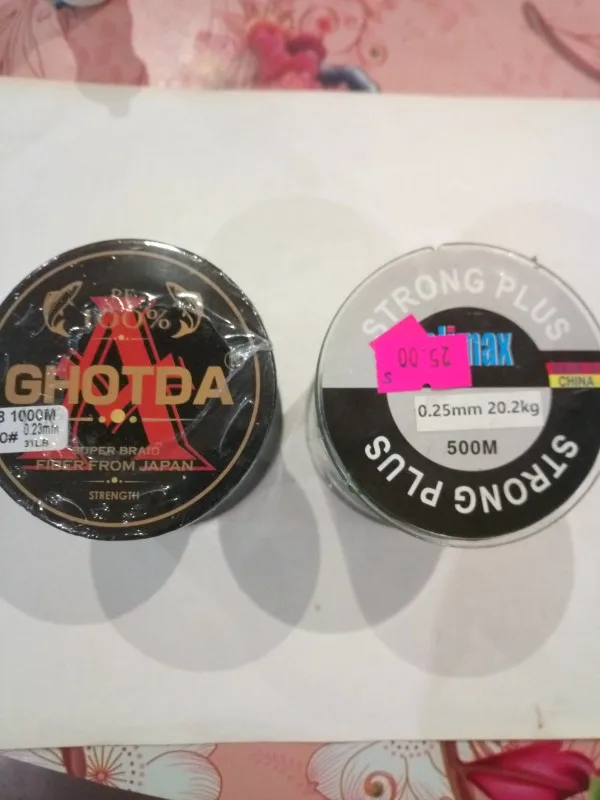 PE
100%
GHOTDA
®
1000M
0.23mm
31LB
SUPER BRAID
FIBER FROM JAPAN
STRENGTH
STRONG PLUS
25.00
S
CHINA
0.25mm 20.2kg
500M
STRONG PLUS